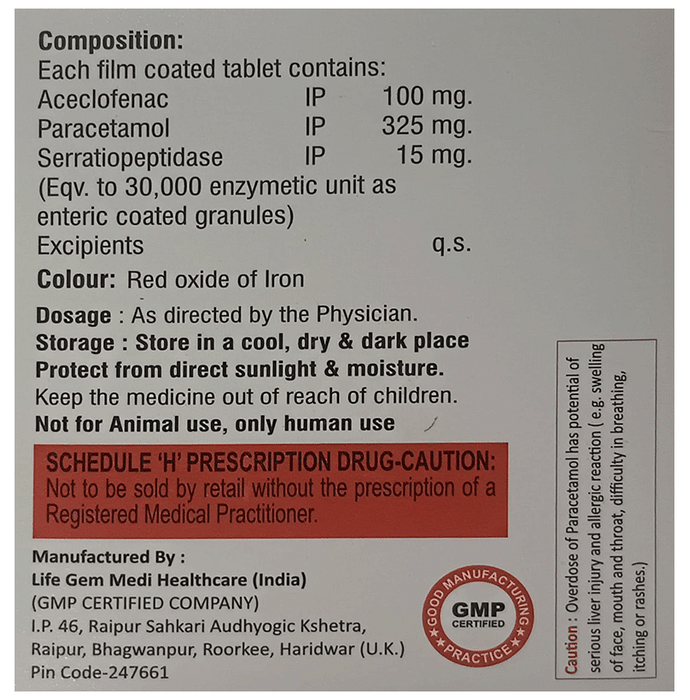 Composition:
Each film coated tablet contains:
Aceclofenac IP 100 mg.
Paracetamol IP 325 mg.
Serratiopeptidase IP 15 mg.
(Eqv. to 30,000 enzymetic unit as
enteric coated granules)
Excipients q.s.
Colour: Red oxide of Iron
Dosage : As directed by the Physician.
Storage : Store in a cool, dry & dark place
Protect from direct sunlight & moisture.
Keep the medicine out of reach of children.
Not for Animal use, only human use
SCHEDULE 'H' PRESCRIPTION DRUG-CAUTION:
Not to be sold by retail without the prescription of a
Registered Medical Practitioner.
Manufactured By :
Life Gem Medi Healthcare (India)
(GMP CERTIFIED COMPANY)
I.P. 46, Raipur Sahkari Audhyogic Kshetra,
Raipur, Bhagwanpur, Roorkee, Haridwar (U.K.)
Pin Code-247661
GOOD MANUFACTURING
GMP
CERTIFIED
PRACTICE
Caution : Overdose of Paracetamol has potential of
serious liver injury and allergic reaction ( e.g. swelling
of face, mouth and throat, difficulty in breathing,
itching or rashes.)